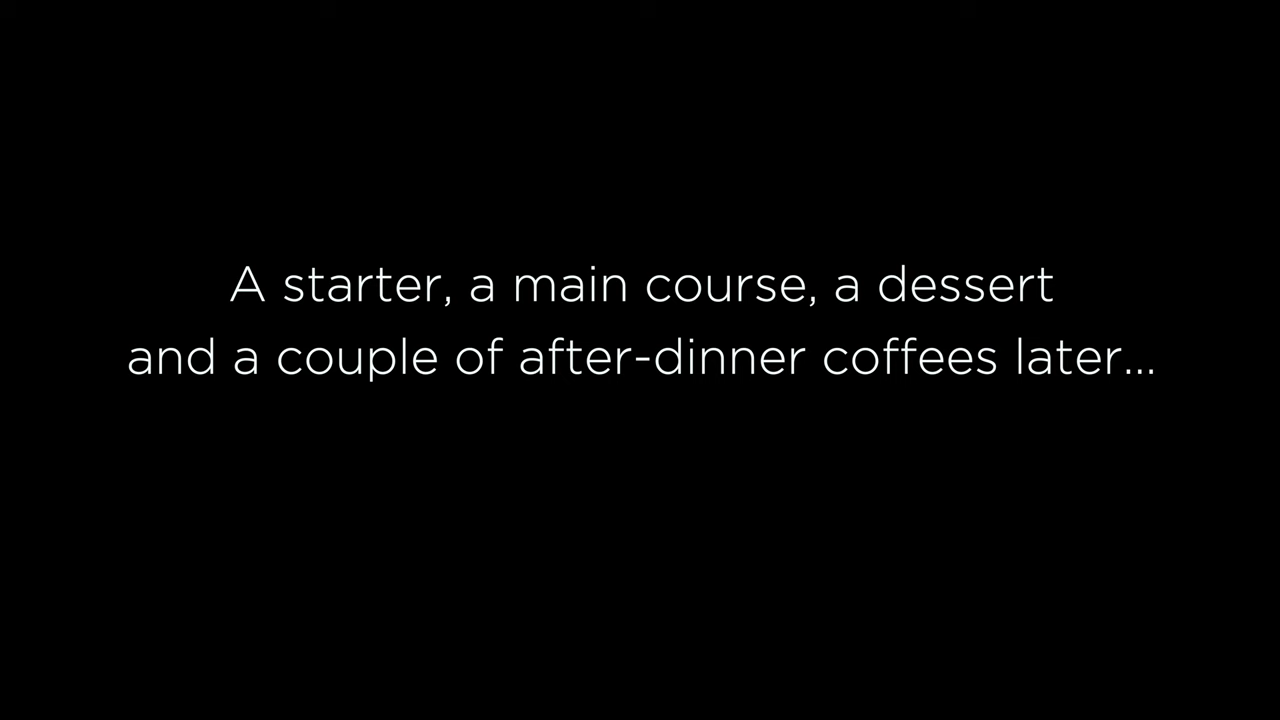 A starter, a main course, a dessert
and a couple of after-dinner coffees later...